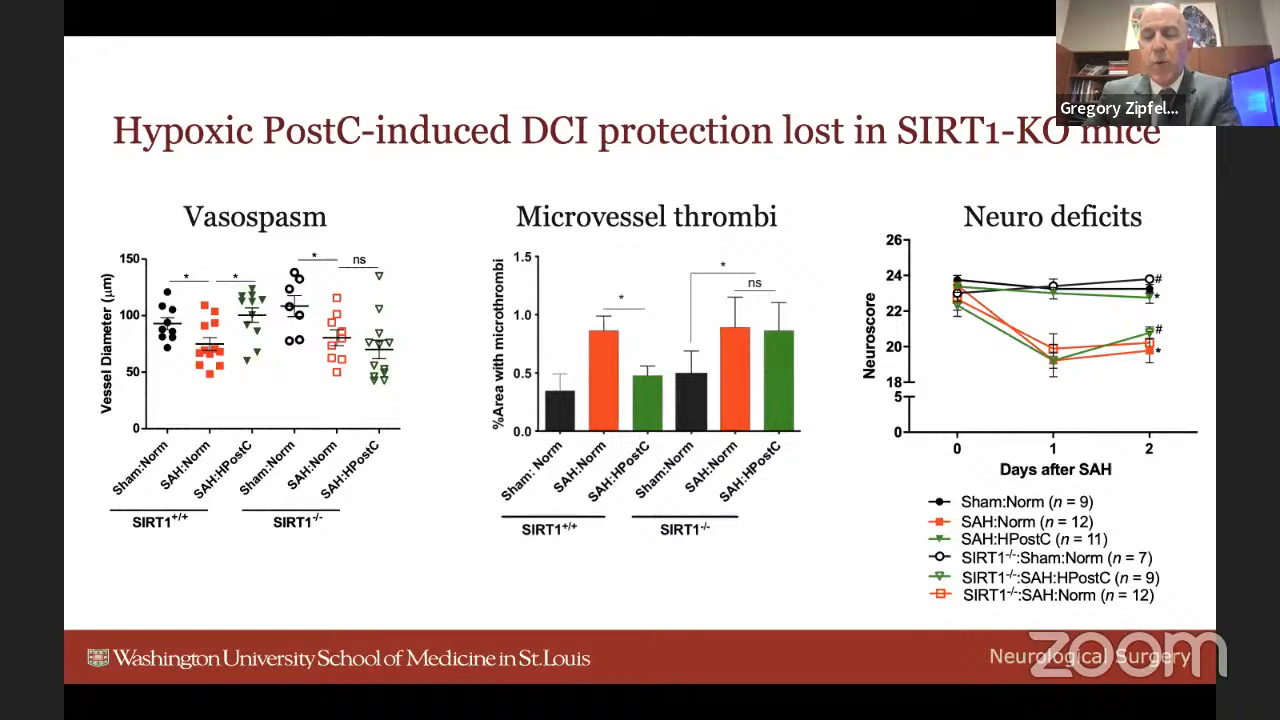 Gregory Zipfel...
Hypoxic PostC-induced DCI protection lost in SIRT1-KO mice
Vasospasm
Vessel Diameter (μm)
150
100
50
0
*
*
*
ns
Sham:Norm
SAH:Norm
SAH:HPostC
Sham:Norm
SAH:Norm
SAH:HPostC
SIRT1+/+
SIRT1-/-
Microvessel thrombi
%Area with microthrombi
1.5
1.0
0.5
0.0
*
*
ns
Sham: Norm
SAH:Norm
SAH:HPostC
Sham:Norm
SAH:Norm
SAH:HPostC
SIRT1+/+
SIRT1-/-
Neuro deficits
Neuroscore
26
24
22
20
18
5
0
#
*
#
*
0 1 2
Days after SAH
Sham:Norm (n = 9)
SAH:Norm (n = 12)
SAH:HPostC (n = 11)
SIRT1-/-:Sham:Norm (n = 7)
SIRT1-/-:SAH:HPostC (n = 9)
SIRT1-/-:SAH:Norm (n = 12)
Washington University School of Medicine in St. Louis
Neurological Surgery
zoom